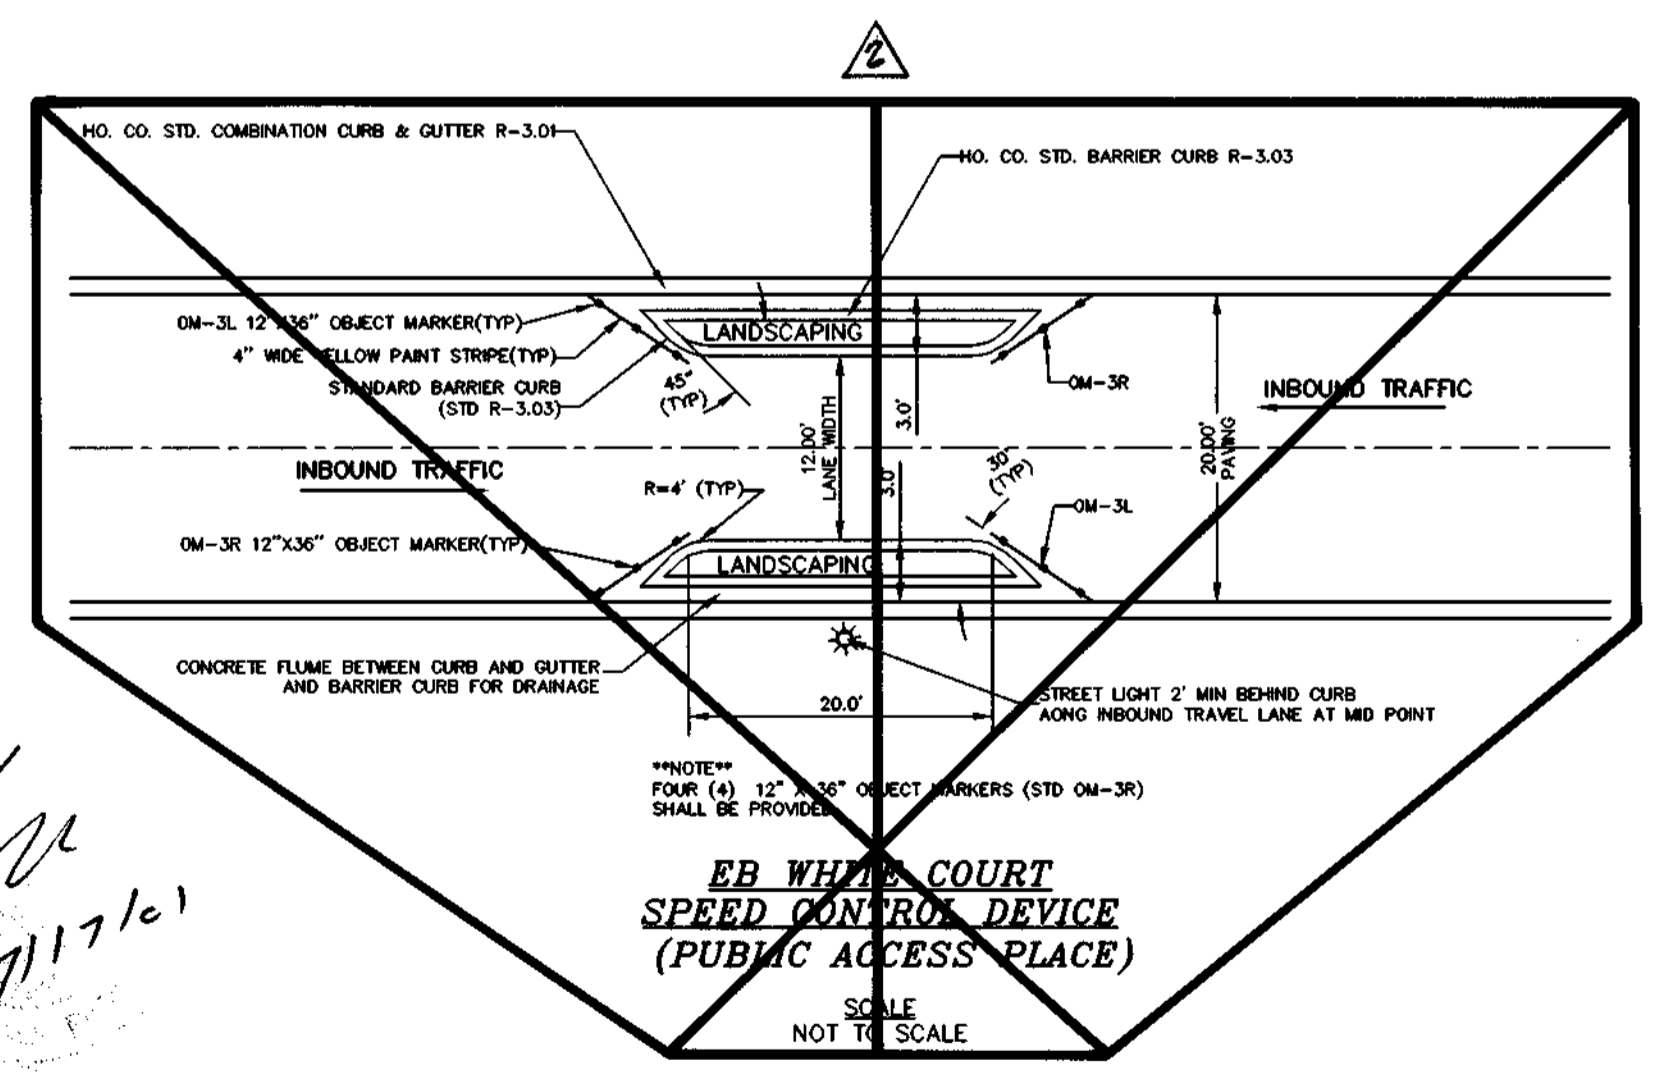 2
HO. CO. STD. COMBINATION CURB & GUTTER R-3.01
HO. CO. STD. BARRIER CURB R-3.03
OM-3L 12"X36" OBJECT MARKER(TYP)
4" WIDE YELLOW PAINT STRIPE(TYP)
STANDARD BARRIER CURB
(STD R-3.03)
LANDSCAPING
45°
(TYP)
OM-3R
INBOUND TRAFFIC
12.00'
LANE WIDTH
3.0'
20.00'
PAVING
INBOUND TRAFFIC
R=4' (TYP)
3.0'
30°
(TYP)
OM-3L
OM-3R 12"X36" OBJECT MARKER(TYP)
LANDSCAPING
CONCRETE FLUME BETWEEN CURB AND GUTTER
AND BARRIER CURB FOR DRAINAGE
20.0'
STREET LIGHT 2' MIN BEHIND CURB
AONG INBOUND TRAVEL LANE AT MID POINT
**NOTE**
FOUR (4) 12" X 36" OBJECT MARKERS (STD OM-3R)
SHALL BE PROVIDED
EB WHITE COURT
SPEED CONTROL DEVICE
(PUBLIC ACCESS PLACE)
SCALE
NOT TO SCALE